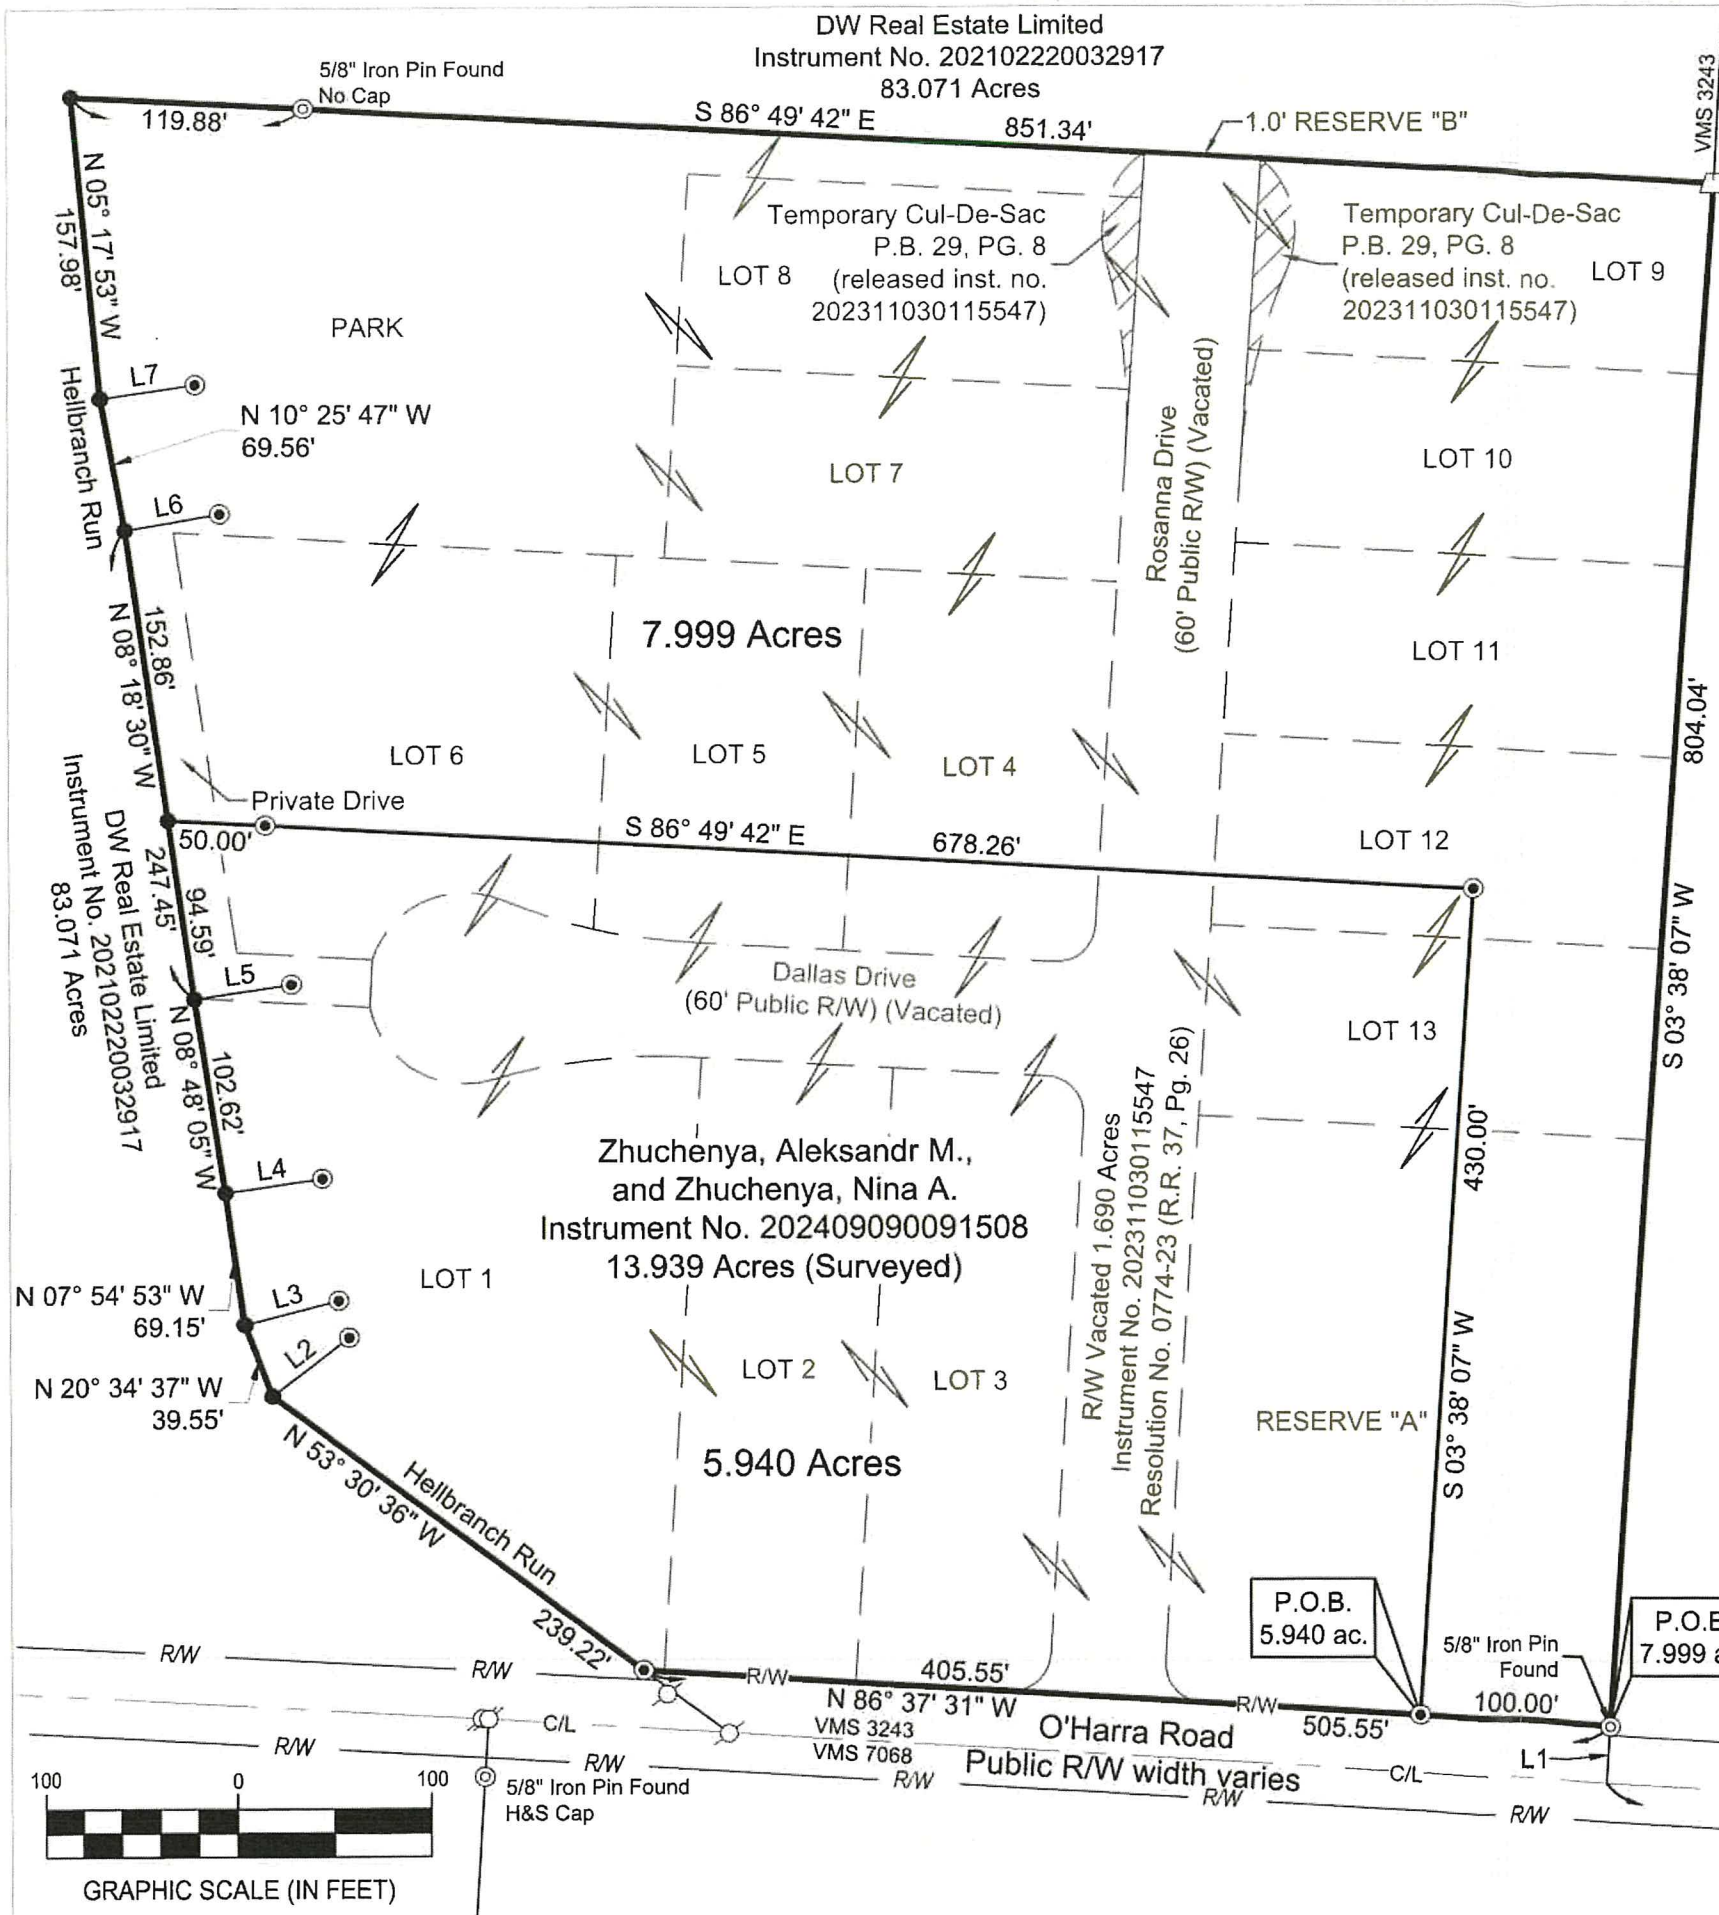 DW Real Estate Limited
Instrument No. 202102220032917
83.071 Acres
5/8" Iron Pin Found
No Cap
119.88'
S 86° 49' 42" E
851.34'
1.0' RESERVE "B"
VMS 3243
N 05° 17' 53" W
157.98'
Temporary Cul-De-Sac
P.B. 29, PG. 8
(released inst. no.
202311030115547)
Temporary Cul-De-Sac
P.B. 29, PG. 8
(released inst. no.
202311030115547)
LOT 8
LOT 9
PARK
L7
Hellbranch Run
N 10° 25' 47" W
69.56'
LOT 7
Rosanna Drive
(60' Public R/W) (Vacated)
LOT 10
L6
152.86'
N 08° 18' 30" W
7.999 Acres
LOT 11
804.04'
LOT 6
LOT 5
LOT 4
Private Drive
50.00'
S 86° 49' 42" E
678.26'
LOT 12
DW Real Estate Limited
Instrument No. 202102220032917
83.071 Acres
247.45'
94.59'
L5
Dallas Drive
(60' Public R/W) (Vacated)
LOT 13
S 03° 38' 07" W
N 08° 48' 05" W
102.62'
L4
Zhuchenya, Aleksandr M.,
and Zhuchenya, Nina A.
Instrument No. 202409090091508
13.939 Acres (Surveyed)
R/W Vacated 1.690 Acres
Instrument No. 202311030115547
Resolution No. 0774-23 (R.R. 37, Pg. 26)
430.00'
S 03° 38' 07" W
LOT 1
N 07° 54' 53" W
69.15'
L3
L2
N 20° 34' 37" W
39.55'
LOT 2
LOT 3
RESERVE "A"
5.940 Acres
N 53° 30' 36" W
Hellbranch Run
239.22'
P.O.B.
5.940 ac.
5/8" Iron Pin
Found
P.O.B
7.999 a
R/W
R/W
R/W
405.55'
N 86° 37' 31" W
R/W
505.55'
100.00'
C/L
VMS 3243
VMS 7068
O'Harra Road
Public R/W width varies
C/L
L1
R/W
R/W
R/W
R/W
R/W
5/8" Iron Pin Found
H&S Cap
100
0
100
GRAPHIC SCALE (IN FEET)